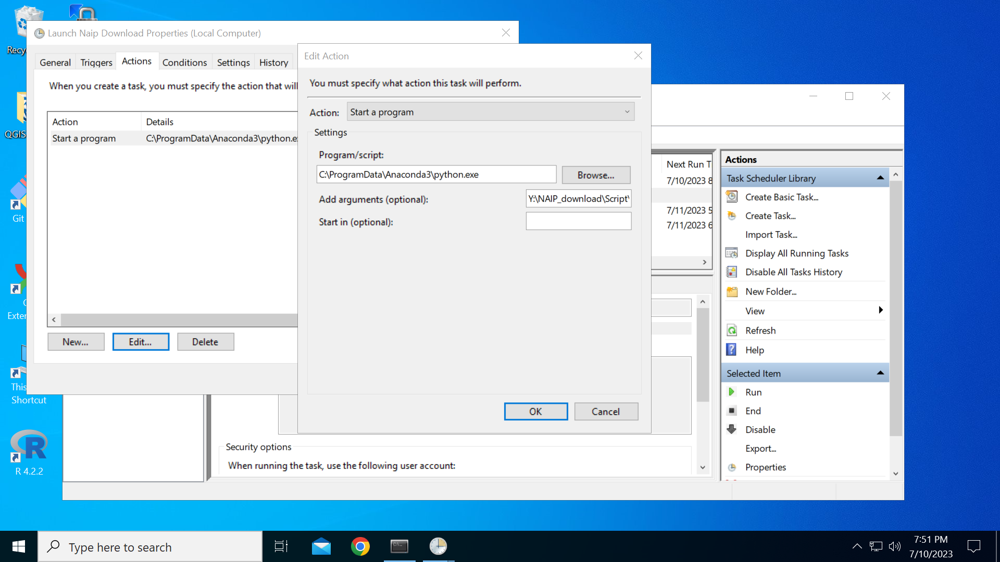 Recy
QGIS
Git
Exter
This
Shortcut
R 4.2.2
Launch Naip Download Properties (Local Computer)
General Triggers Actions Conditions Settings History
When you create a task, you must specify the action that will
Action Details
Start a program C:\ProgramData\Anaconda3\python.e
New... Edit... Delete
Edit Action
You must specify what action this task will perform.
Action: Start a program
Settings
Program/script:
C:\ProgramData\Anaconda3\python.exe Browse...
Add arguments (optional): Y:\NAIP_download\Script\
Start in (optional):
OK Cancel
Next Run T
7/10/2023 8
7/11/2023 5
7/11/2023 6
Security options
When running the task, use the following user account:
Actions
Task Scheduler Library
Create Basic Task...
Create Task...
Import Task...
Display All Running Tasks
Disable All Tasks History
New Folder...
View
Refresh
Help
Selected Item
Run
End
Disable
Export...
Properties
Type here to search
7:51 PM
7/10/2023